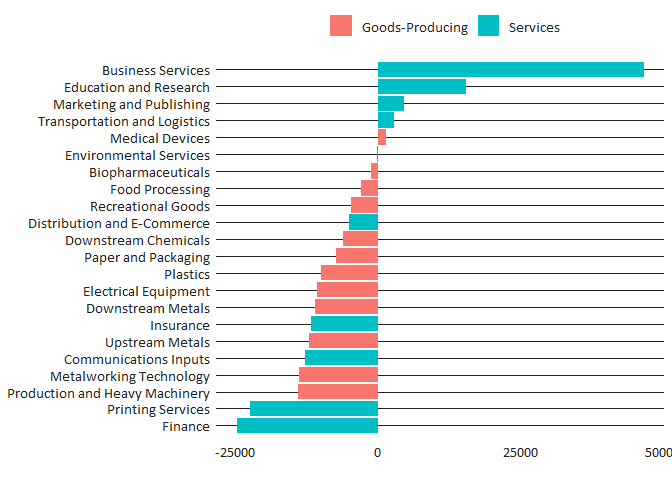 Goods-Producing Services
Business Services
Education and Research
Marketing and Publishing
Transportation and Logistics
Medical Devices
Environmental Services
Biopharmaceuticals
Food Processing
Recreational Goods
Distribution and E-Commerce
Downstream Chemicals
Paper and Packaging
Plastics
Electrical Equipment
Downstream Metals
Insurance
Upstream Metals
Communications Inputs
Metalworking Technology
Production and Heavy Machinery
Printing Services
Finance
-25000 0 25000 5000